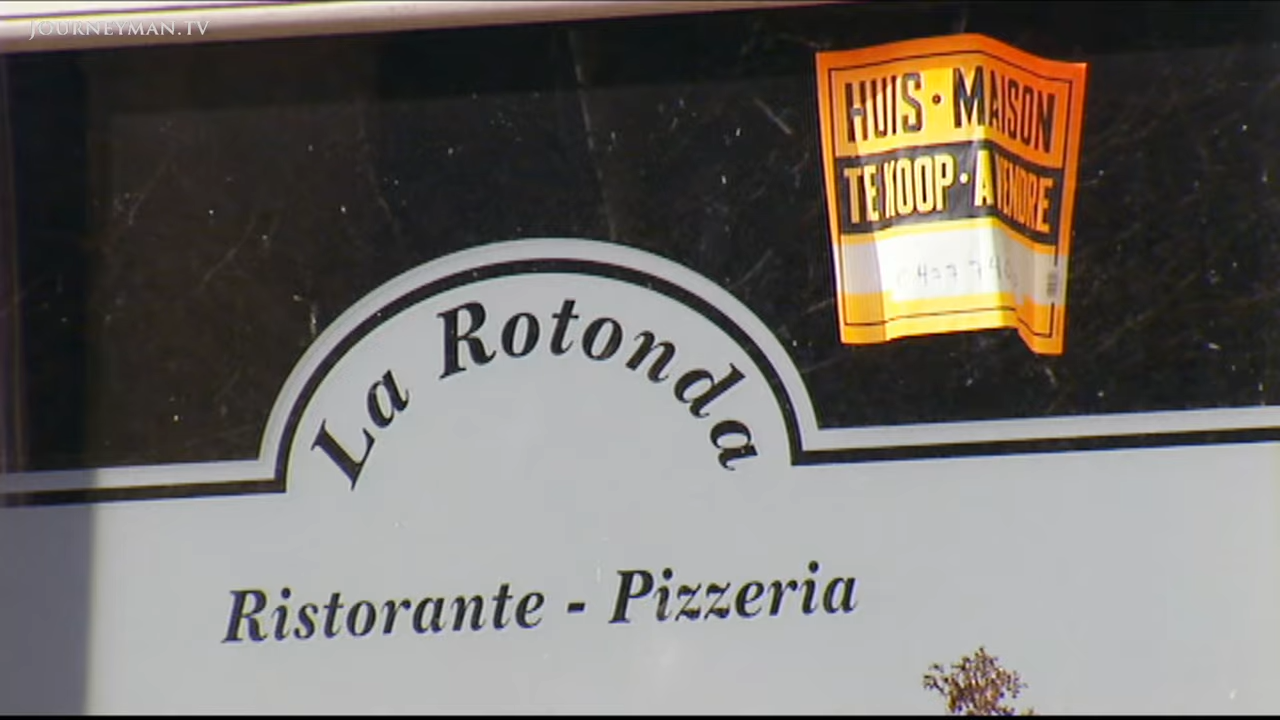 JOURNEYMAN.TV
HUIS · MAISON
TE KOOP · A VENDRE
La Rotonda
Ristorante - Pizzeria